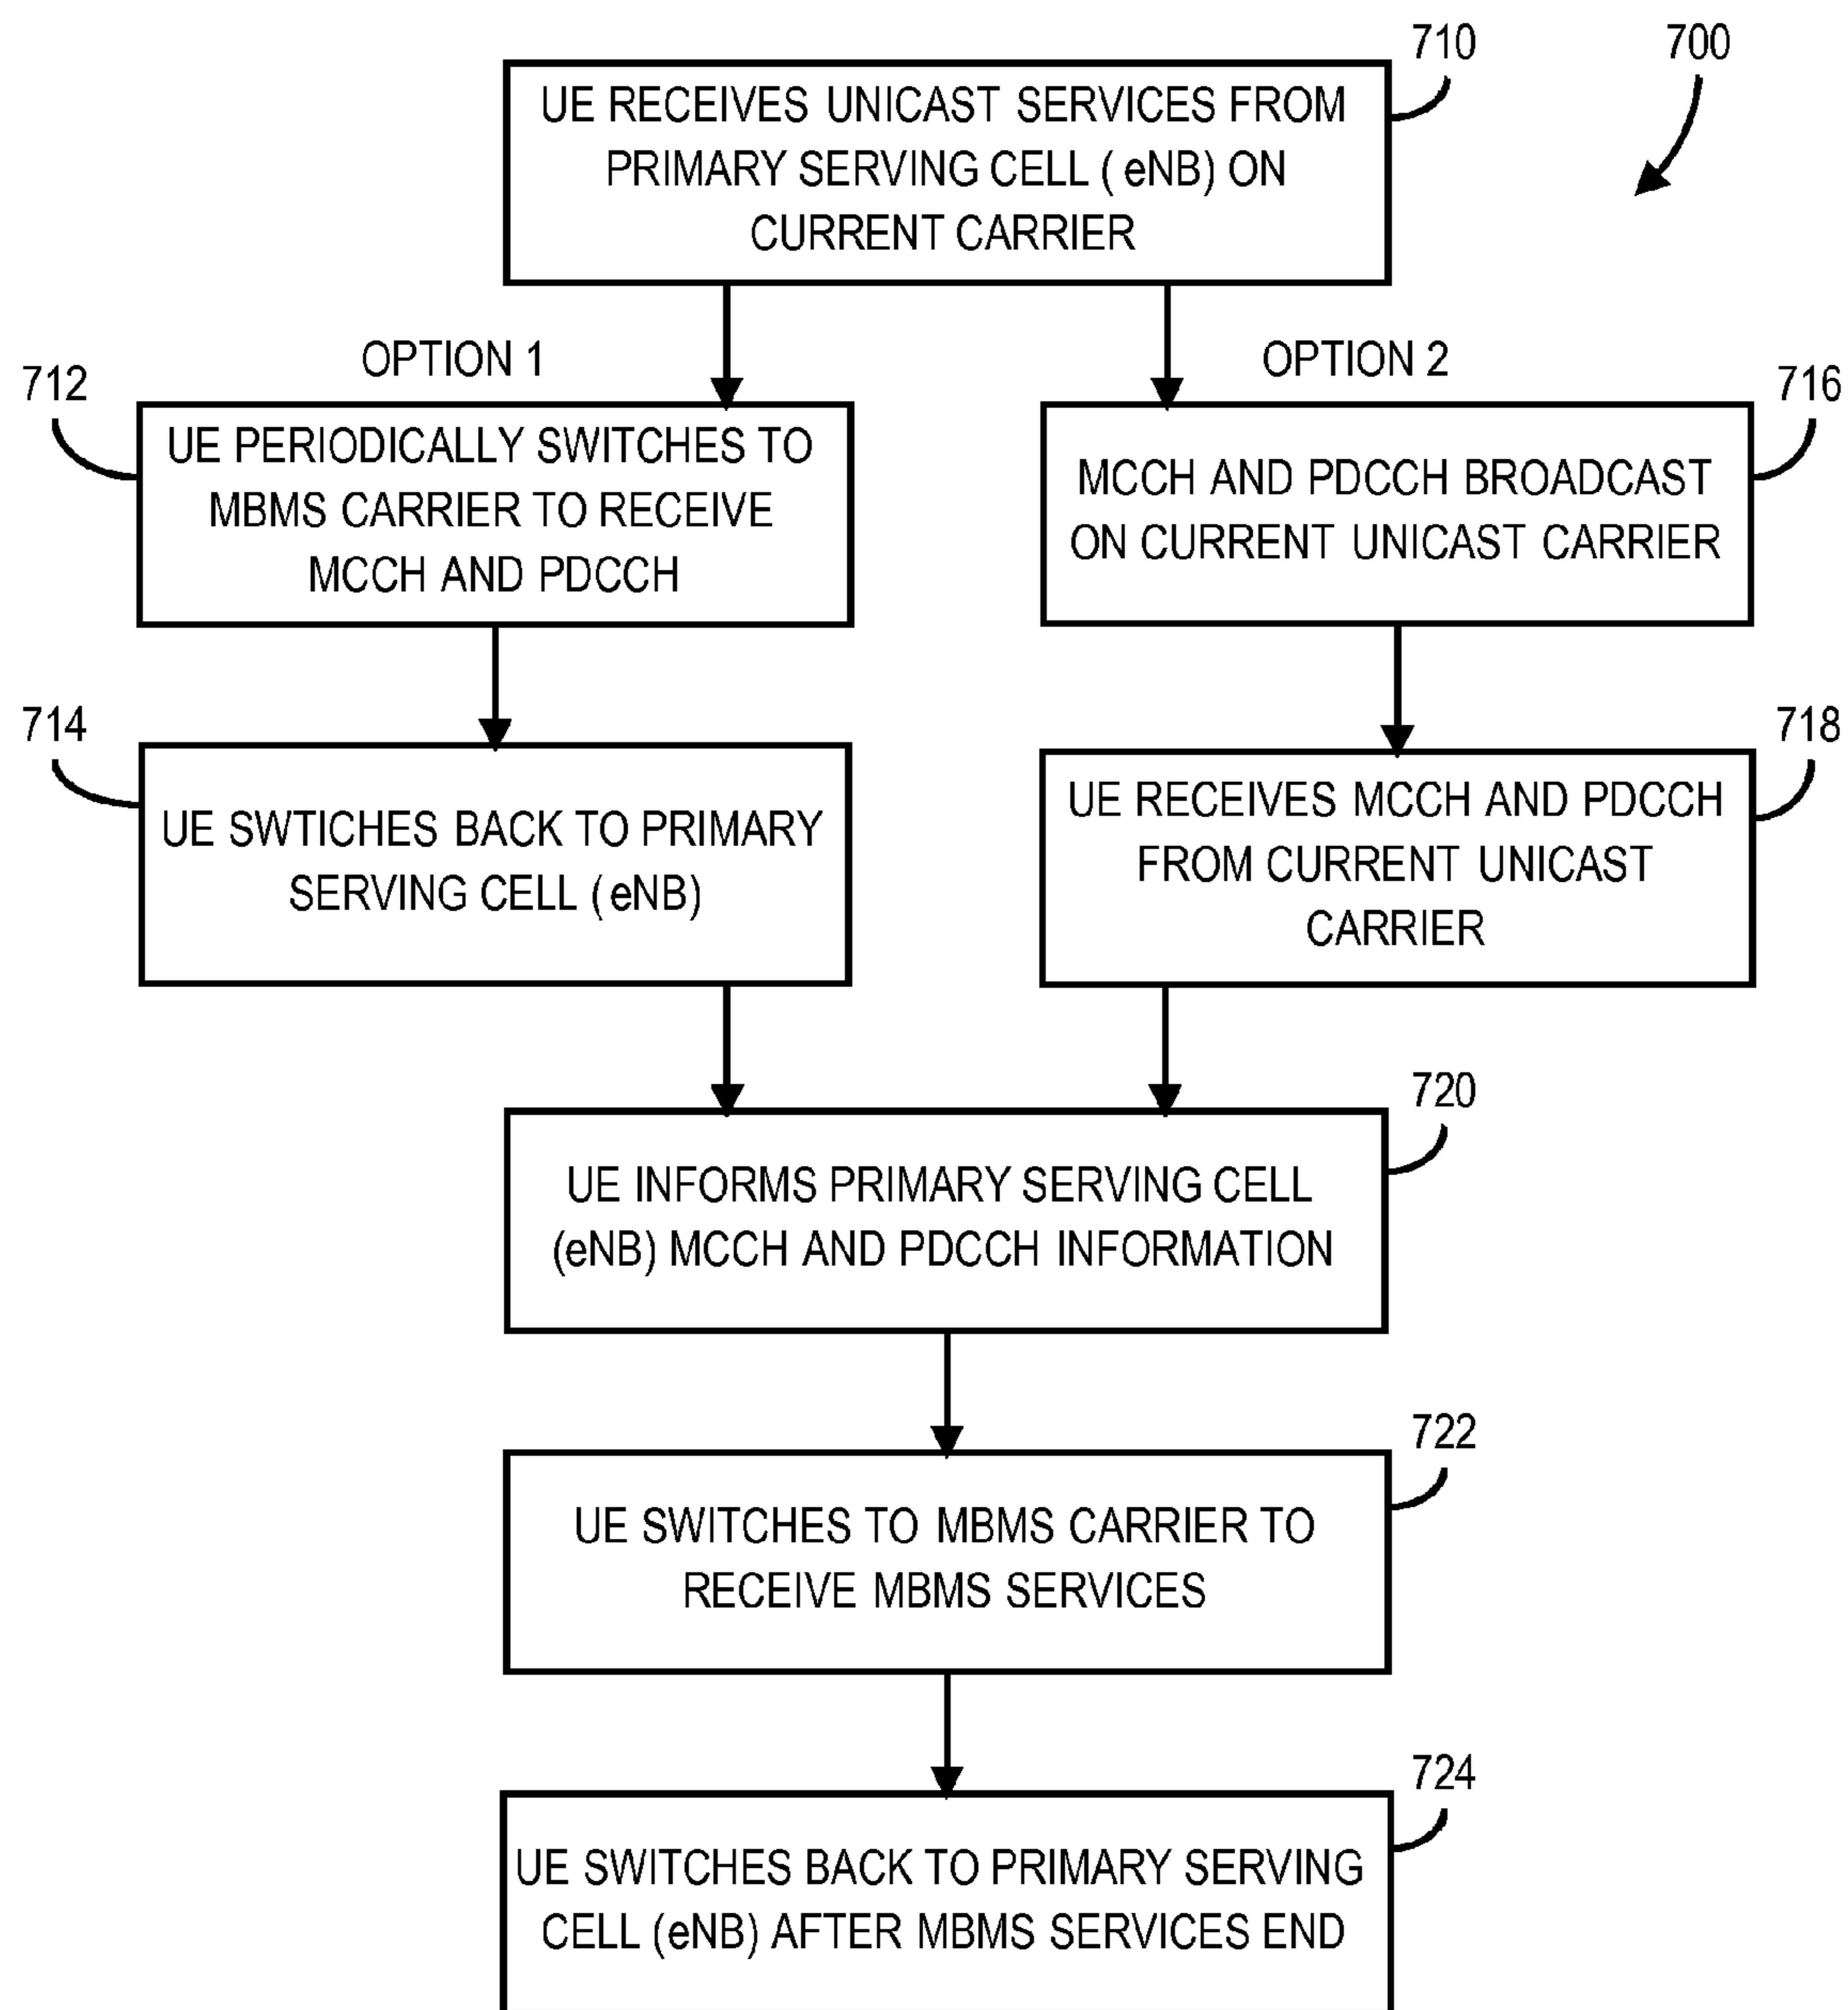 710
700
UE RECEIVES UNICAST SERVICES FROM
PRIMARY SERVING CELL ( eNB) ON
CURRENT CARRIER
OPTION 1
OPTION 2
712
716
UE PERIODICALLY SWITCHES TO
MBMS CARRIER TO RECEIVE
MCCH AND PDCCH
MCCH AND PDCCH BROADCAST
ON CURRENT UNICAST CARRIER
714
718
UE SWTICHES BACK TO PRIMARY
SERVING CELL ( eNB)
UE RECEIVES MCCH AND PDCCH
FROM CURRENT UNICAST
CARRIER
720
UE INFORMS PRIMARY SERVING CELL
(eNB) MCCH AND PDCCH INFORMATION
722
UE SWITCHES TO MBMS CARRIER TO
RECEIVE MBMS SERVICES
724
UE SWITCHES BACK TO PRIMARY SERVING
CELL (eNB) AFTER MBMS SERVICES END